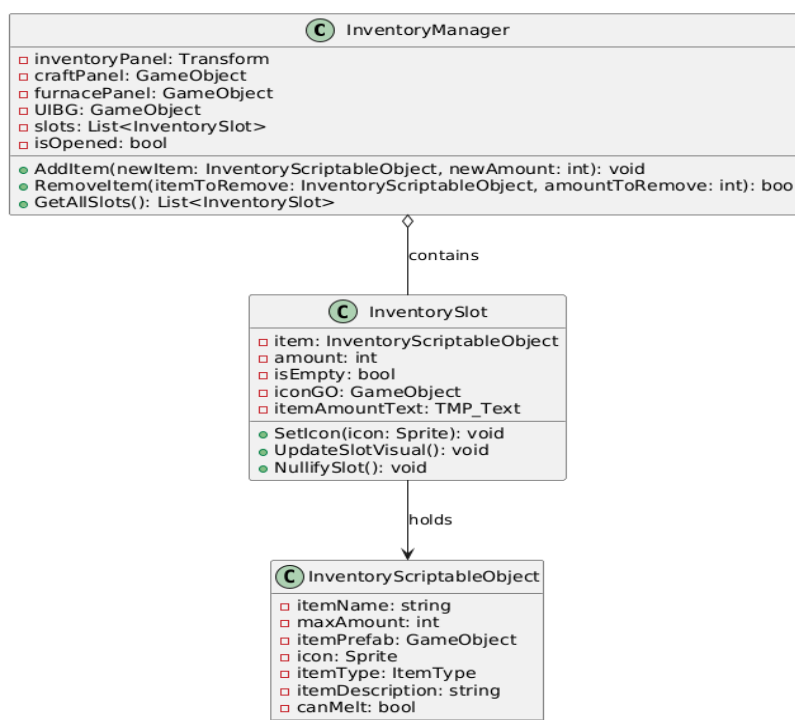 C InventoryManager
inventoryPanel: Transform
craftPanel: GameObject
furnacePanel: GameObject
UIBG: GameObject
slots: List<InventorySlot>
isOpened: bool
AddItem(newItem: InventoryScriptableObject, newAmount: int): void
RemoveItem(itemToRemove: InventoryScriptableObject, amountToRemove: int): boo
GetAllSlots(): List<InventorySlot>
contains
C InventorySlot
item: InventoryScriptableObject
amount: int
isEmpty: bool
iconGO: GameObject
itemAmountText: TMP_Text
SetIcon(icon: Sprite): void
UpdateSlotVisual(): void
NullifySlot(): void
holds
C InventoryScriptableObject
itemName: string
maxAmount: int
itemPrefab: GameObject
icon: Sprite
itemType: ItemType
itemDescription: string
canMelt: bool